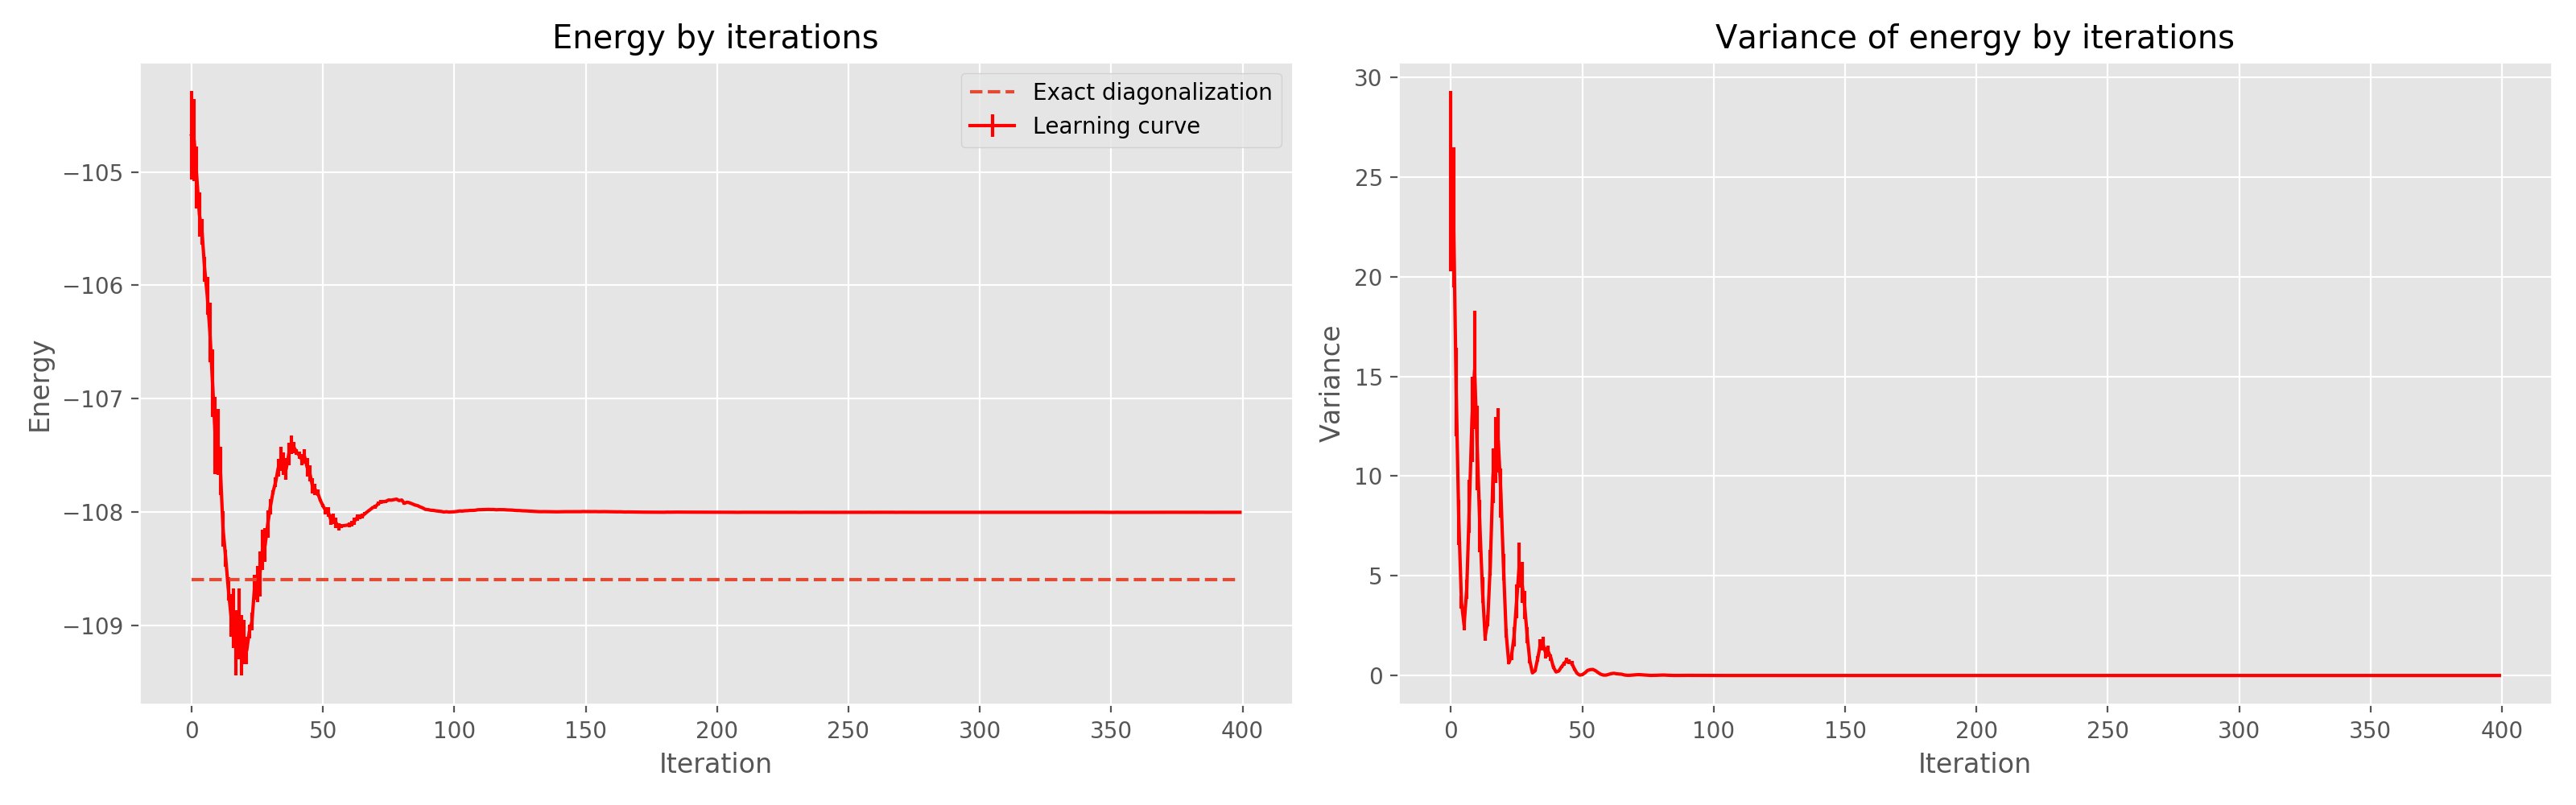 Energy by iterations
Exact diagonalization
Learning curve
Energy
−105
−106
−107
−108
−109
0 50 100 150 200 250 300 350 400
Iteration
Variance of energy by iterations
Variance
30
25
20
15
10
5
0
0 50 100 150 200 250 300 350 400
Iteration